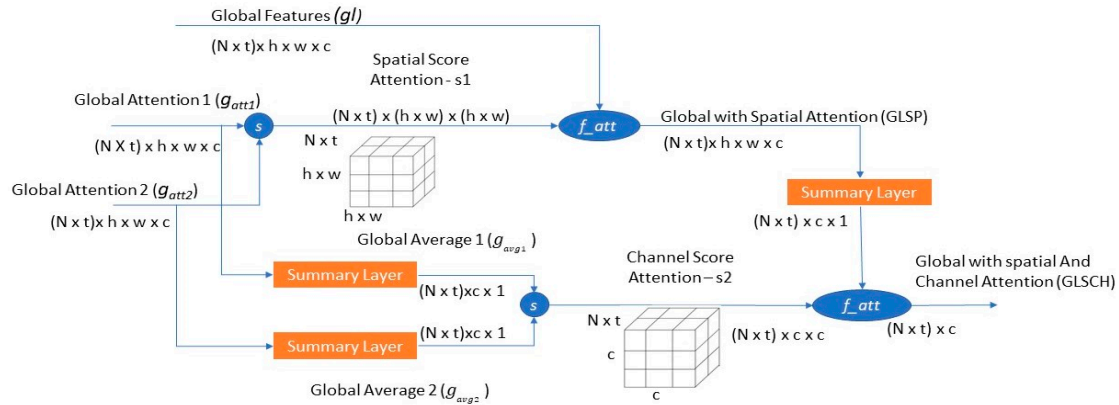 Global Features (gl)
(N x t) x h x w x c
Spatial Score
Attention - s1
Global Attention 1 (gatt1)
(N x t) x (h x w) x (h x w)
s
f_att
Global with Spatial Attention (GLSP)
(N X t) x h x w x c
N x t
(N x t)x h x w x c
h x w
Global Attention 2 (gatt2)
Summary Layer
(N x t)x h x w x c
h x w
(N x t) x c x 1
Global Average 1 (gavg1)
Channel Score
Attention – s2
Global with spatial And
Channel Attention (GLSCH)
Summary Layer
(N x t)xc x 1
s
f_att
N x t
(N x t) x c x c
(N x t) x c
Summary Layer
(N x t)xc x 1
c
c
Global Average 2 (gavg2)